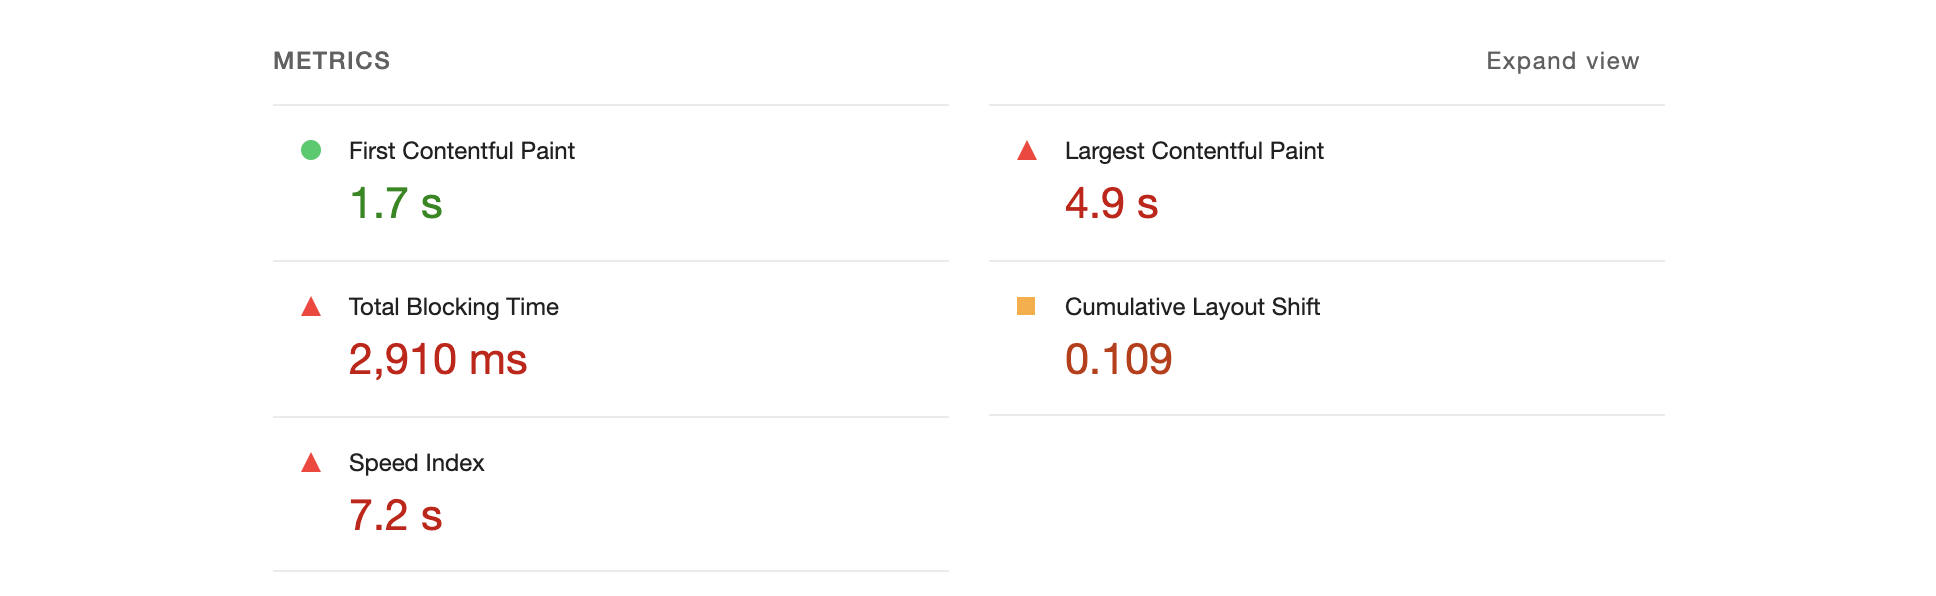 METRICS
Expand view
First Contentful Paint
1.7 s
Largest Contentful Paint
4.9 s
Total Blocking Time
2,910 ms
Cumulative Layout Shift
0.109
Speed Index
7.2 s